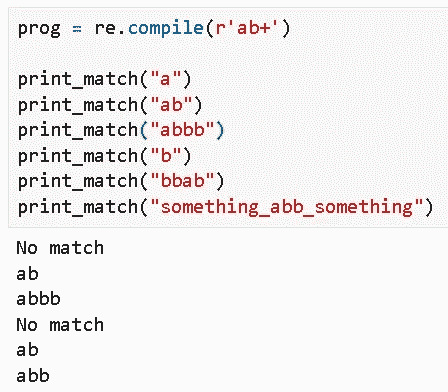 prog = re.compile(r'ab+')
print_match("a")
print_match("ab")
print_match("abbb")
print_match("b")
print_match("bbab")
print_match("something_abb_something")
No match
ab
abbb
No match
ab
abb